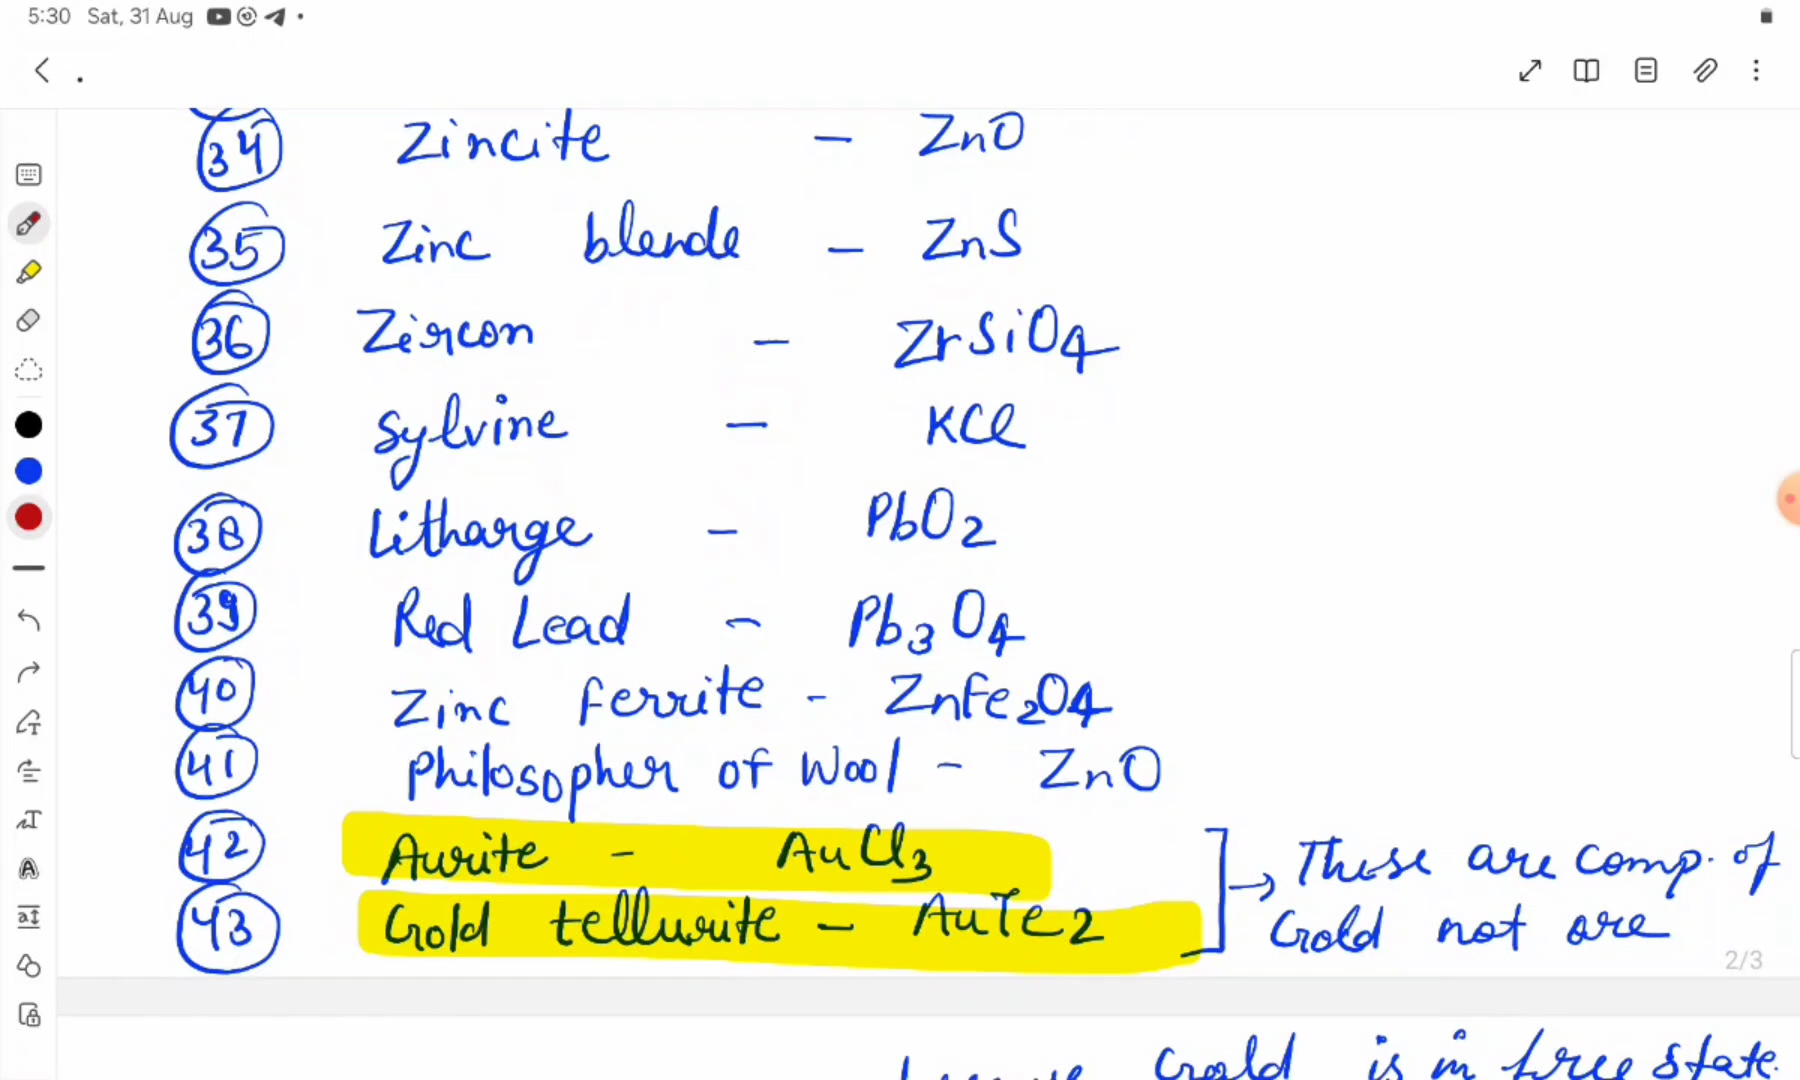 5:30 Sat, 31 Aug
34 Zincite - ZnO
35 Zinc blende - ZnS
36 Zircon - ZrSiO4
37 Sylvine - KCl
38 Litharge - PbO2
39 Red Lead - Pb3O4
40 Zinc ferrite - ZnFe2O4
41 Philosopher of Wool - ZnO
42 Aurite - AuCl3
43 Gold tellurite - AuTe2
→ These are comp. of
Gold not are
2/3
Gold is in free state.